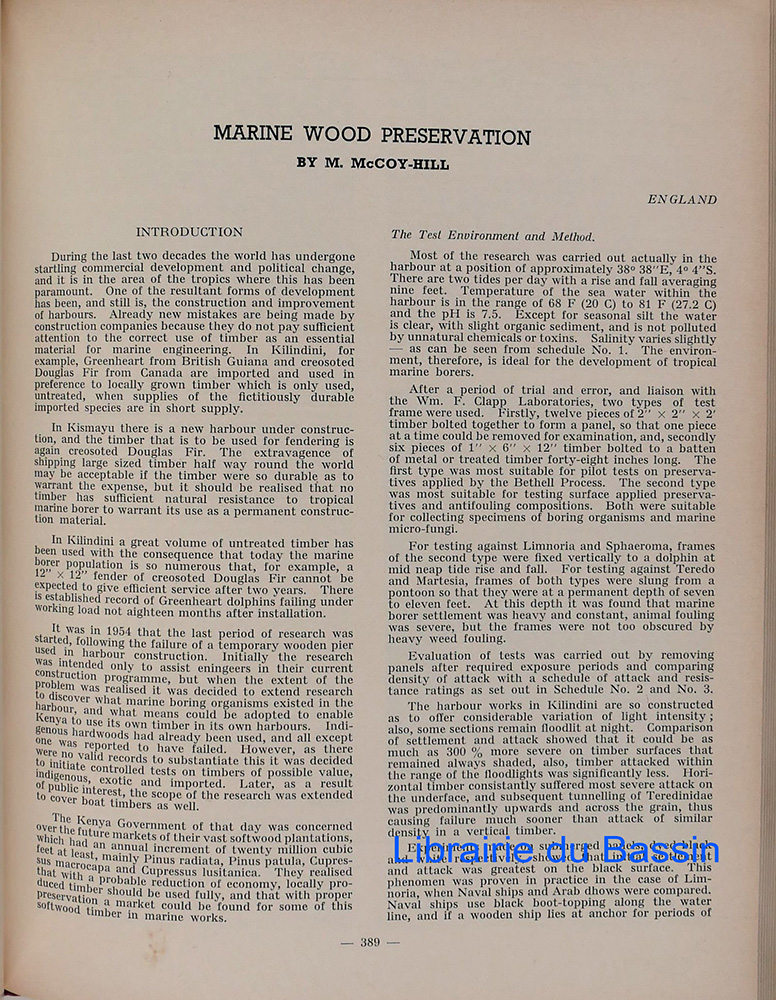 MARINE WOOD PRESERVATION
BY M. McCOY-HILL
ENGLAND
INTRODUCTION
During the last two decades the world has undergone
startling commercial development and political change,
and it is in the area of the tropics where this has been
paramount. One of the resultant forms of development
has been, and still is, the construction and improvement
of harbours. Already new mistakes are being made by
construction companies because they do not pay sufficient
attention to the correct use of timber as an essential
material for marine engineering. In Kilindini, for
example, Greenheart from British Guiana and creosoted
Douglas Fir from Canada are imported and used in
preference to locally grown timber which is only used,
untreated, when supplies of the fictitiously durable
imported species are in short supply.
In Kismayu there is a new harbour under construc-
tion, and the timber that is to be used for fendering is
again creosoted Douglas Fir. The extravagence of
shipping large sized timber half way round the world
may be acceptable if the timber were so durable as to
warrant the expense, but it should be realised that no
timber has sufficient natural resistance to tropical
marine borer to warrant its use as a permanent construc-
tion material.
In Kilindini a great volume of untreated timber has
been used with the consequence that today the marine
borer population is so numerous that, for example, a
12" × 12" fender of creosoted Douglas Fir cannot be
expected to give efficient service after two years. There
is established record of Greenheart dolphins failing under
working load not aighteen months after installation.
It was in 1954 that the last period of research was
started, following the failure of a temporary wooden pier
used in harbour construction. Initially the research
was intended only to assist eningeers in their current
construction programme, but when the extent of the
problem was realised it was decided to extend research
to discover what marine boring organisms existed in the
harbour, and what means could be adopted to enable
Kenya to use its own timber in its own harbours. Indi-
genous hardwoods had already been used, and all except
one was reported to have failed. However, as there
were no valid records to substantiate this it was decided
to initiate controlled tests on timbers of possible value,
indigenous, exotic and imported. Later, as a result
of public interest, the scope of the research was extended
to cover boat timbers as well.
The Kenya Government of that day was concerned
over the future markets of their vast softwood plantations,
which had an annual increment of twenty million cubic
feet at least, mainly Pinus radiata, Pinus patula, Cupres-
sus macrocapa and Cupressus lusitanica. They realised
that with a probable reduction of economy, locally pro-
duced timber should be used fully, and that with proper
preservation a market could be found for some of this
softwood timber in marine works.
The Test Environment and Method.
Most of the research was carried out actually in the
harbour at a position of approximately 38º 38"E, 4º 4"S.
There are two tides per day with a rise and fall averaging
nine feet. Temperature of the sea water within the
harbour is in the range of 68 F (20 C) to 81 F (27.2 C)
and the pH is 7.5. Except for seasonal silt the water
is clear, with slight organic sediment, and is not polluted
by unnatural chemicals or toxins. Salinity varies slightly
— as can be seen from schedule No. 1. The environ-
ment, therefore, is ideal for the development of tropical
marine borers.
After a period of trial and error, and liaison with
the Wm. F. Clapp Laboratories, two types of test
frame were used. Firstly, twelve pieces of 2" × 2" × 2'
timber bolted together to form a panel, so that one piece
at a time could be removed for examination, and, secondly
six pieces of 1" × 6" × 12" timber bolted to a batten
of metal or treated timber forty-eight inches long. The
first type was most suitable for pilot tests on preserva-
tives applied by the Bethell Process. The second type
was most suitable for testing surface applied preserva-
tives and antifouling compositions. Both were suitable
for collecting specimens of boring organisms and marine
micro-fungi.
For testing against Limnoria and Sphaeroma, frames
of the second type were fixed vertically to a dolphin at
mid neap tide rise and fall. For testing against Teredo
and Martesia, frames of both types were slung from a
pontoon so that they were at a permanent depth of seven
to eleven feet. At this depth it was found that marine
borer settlement was heavy and constant, animal fouling
was severe, but the frames were not too obscured by
heavy weed fouling.
Evaluation of tests was carried out by removing
panels after required exposure periods and comparing
density of attack with a schedule of attack and resis-
tance ratings as set out in Schedule No. 2 and No. 3.
The harbour works in Kilindini are so constructed
as to offer considerable variation of light intensity ;
also, some sections remain floodlit at night. Comparison
of settlement and attack showed that it could be as
much as 300 % more severe on timber surfaces that
remained always shaded, also, timber attacked within
the range of the floodlights was significantly less. Hori-
zontal timber consistently suffered most severe attack on
the underface, and subsequent tunnelling of Teredinidae
was predominantly upwards and across the grain, thus
causing failure much sooner than attack of similar
density in a vertical timber.
Librairie du Bassin
and attack was greatest on the black surface. This
phenomen was proven in practice in the case of Lim-
noria, when Naval ships and Arab dhows were compared.
Naval ships use black boot-topping along the water
line, and if a wooden ship lies at anchor for periods of
— 389 —